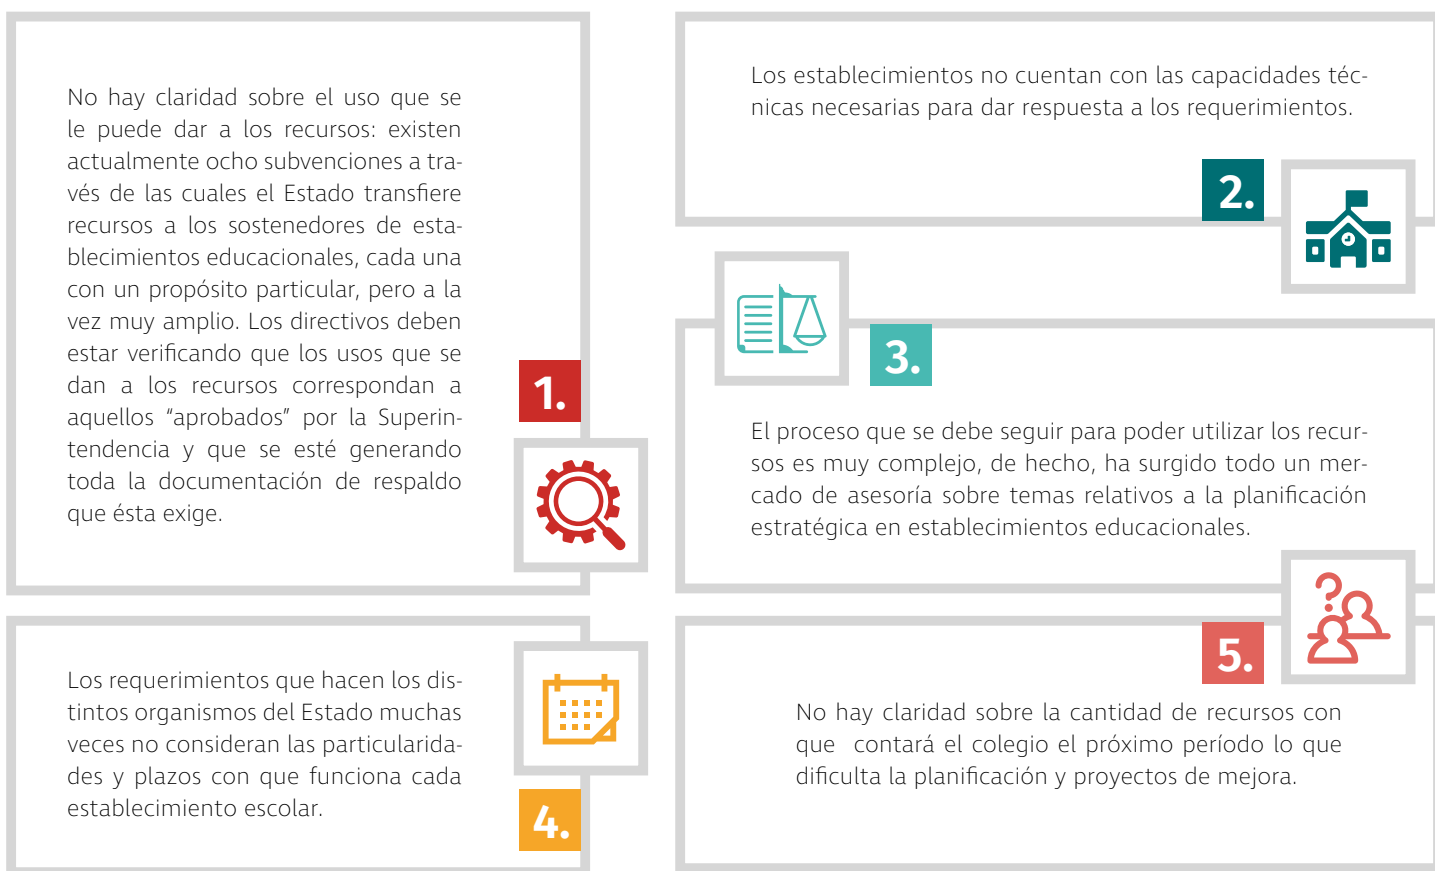 No hay claridad sobre el uso que se
le puede dar a los recursos: existen
actualmente ocho subvenciones a tra-
vés de las cuales el Estado transfiere
recursos a los sostenedores de esta-
blecimientos educacionales, cada una
con un propósito particular, pero a la
vez muy amplio. Los directivos deben
estar verificando que los usos que se
dan a los recursos correspondan a
aquellos “aprobados” por la Superin-
tendencia y que se esté generando
toda la documentación de respaldo
que ésta exige.
1.
Los establecimientos no cuentan con las capacidades téc-
nicas necesarias para dar respuesta a los requerimientos.
2.
3.
El proceso que se debe seguir para poder utilizar los recur-
sos es muy complejo, de hecho, ha surgido todo un mer-
cado de asesoría sobre temas relativos a la planificación
estratégica en establecimientos educacionales.
Los requerimientos que hacen los dis-
tintos organismos del Estado muchas
veces no consideran las particularida-
des y plazos con que funciona cada
establecimiento escolar.
4.
5.
No hay claridad sobre la cantidad de recursos con
que contará el colegio el próximo período lo que
dificulta la planificación y proyectos de mejora.